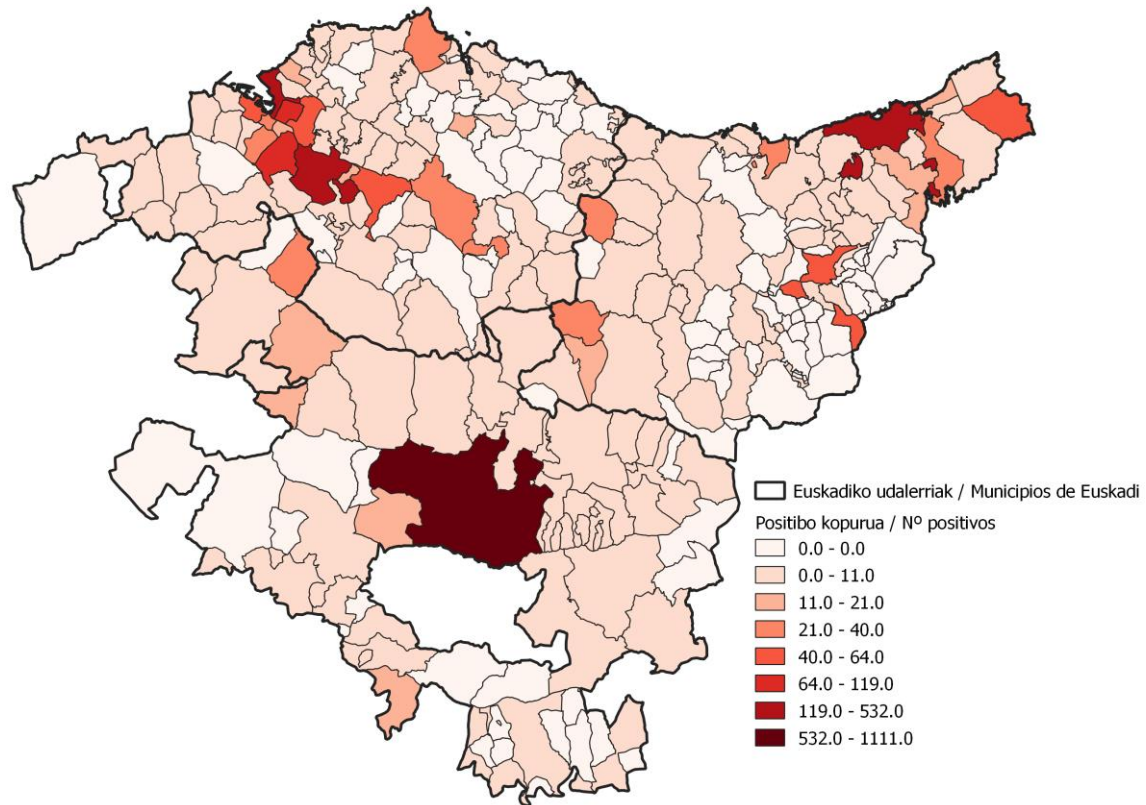 Euskadiko udalerriak / Municipios de Euskadi
Positibo kopurua / Nº positivos
0.0 - 0.0
0.0 - 11.0
11.0 - 21.0
21.0 - 40.0
40.0 - 64.0
64.0 - 119.0
119.0 - 532.0
532.0 - 1111.0